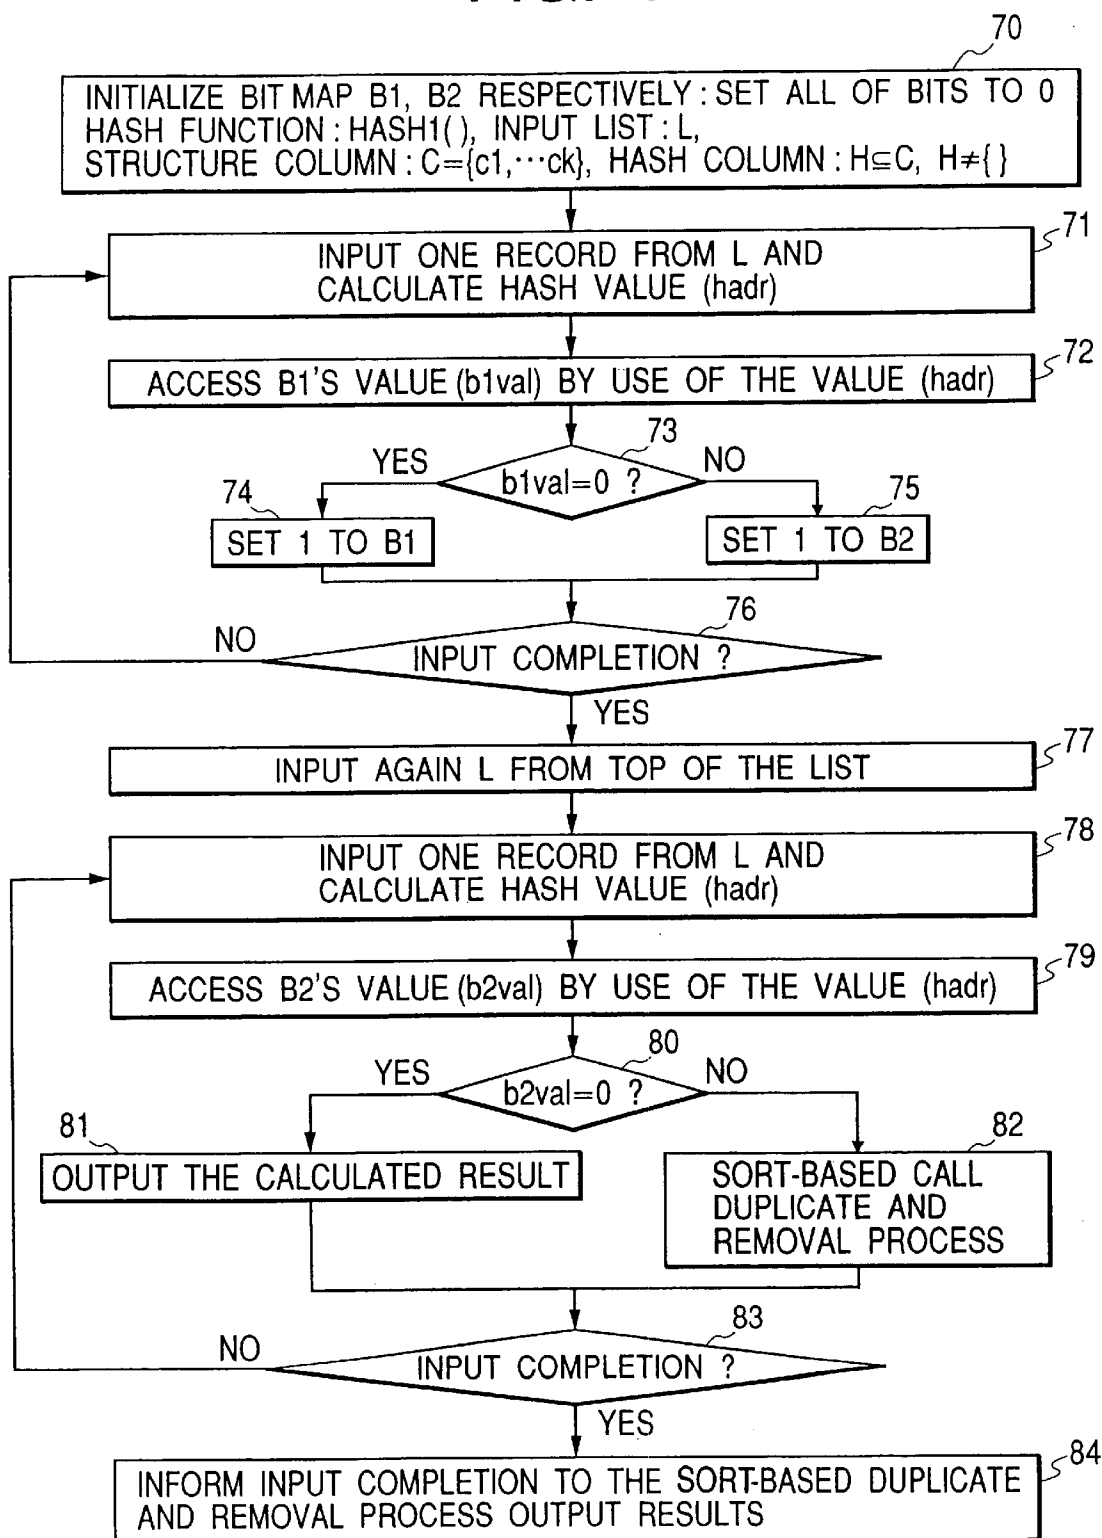 70
INITIALIZE BIT MAP B1, B2 RESPECTIVELY : SET ALL OF BITS TO 0
HASH FUNCTION : HASH1( ), INPUT LIST : L,
STRUCTURE COLUMN : C={c1,···ck}, HASH COLUMN : H⊆C, H≠{ }
71
INPUT ONE RECORD FROM L AND
CALCULATE HASH VALUE (hadr)
72
ACCESS B1'S VALUE (b1val) BY USE OF THE VALUE (hadr)
73
YES
b1val=0 ?
NO
74
75
SET 1 TO B1
SET 1 TO B2
76
NO
INPUT COMPLETION ?
YES
77
INPUT AGAIN L FROM TOP OF THE LIST
78
INPUT ONE RECORD FROM L AND
CALCULATE HASH VALUE (hadr)
79
ACCESS B2'S VALUE (b2val) BY USE OF THE VALUE (hadr)
80
YES
b2val=0 ?
NO
81
82
OUTPUT THE CALCULATED RESULT
SORT-BASED CALL
DUPLICATE AND
REMOVAL PROCESS
83
NO
INPUT COMPLETION ?
YES
84
INFORM INPUT COMPLETION TO THE SORT-BASED DUPLICATE
AND REMOVAL PROCESS OUTPUT RESULTS